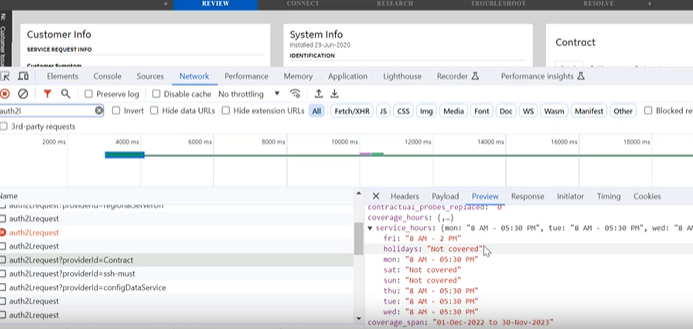 REVIEW CONNECT RESEARCH TROUBLESHOOT RESOLVE
Customer Info
SERVICE REQUEST INFO
Customer Symptom
System Info
Installed 29-Jun-2020
IDENTIFICATION
Contract
Elements Console Sources Network Performance Memory Application Lighthouse Recorder Performance insights
Preserve log Disable cache No throttling
auth2l Invert Hide data URLs Hide extension URLs All Fetch/XHR JS CSS Img Media Font Doc WS Wasm Manifest Other Blocked re
3rd-party requests
2000 ms 4000 ms 6000 ms 8000 ms 10000 ms 12000 ms 14000 ms 16000 ms 18000 ms
Name
auth2Lrequest?providerId=regionalServerUrl
auth2Lrequest
auth2Lrequest
auth2Lrequest
auth2Lrequest?providerId=Contract
auth2Lrequest?providerId=ssh-must
auth2Lrequest?providerId=configDataService
auth2Lrequest
auth2Lrequest
Headers Payload Preview Response Initiator Timing Cookies
contractual_probes_replaced: "0"
coverage_hours: {,…}
service_hours: {mon: "8 AM - 05:30 PM", tue: "8 AM - 05:30 PM", wed: "8 A
fri: "8 AM - 2 PM"
holidays: "Not covered"
mon: "8 AM - 05:30 PM"
sat: "Not covered"
sun: "Not covered"
thu: "8 AM - 05:30 PM"
tue: "8 AM - 05:30 PM"
wed: "8 AM - 05:30 PM"
coverage_span: "01-Dec-2022 to 30-Nov-2023"